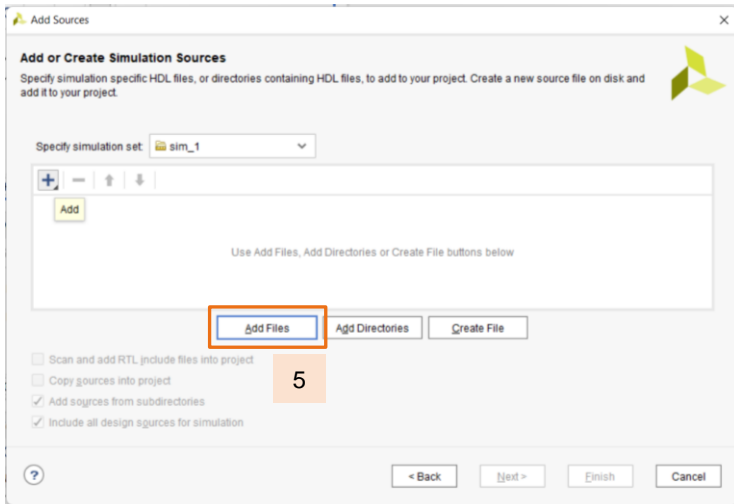 Add Sources
Add or Create Simulation Sources
Specify simulation specific HDL files, or directories containing HDL files, to add to your project. Create a new source file on disk and
add it to your project.
Specify simulation set: sim_1
Add
Use Add Files, Add Directories or Create File buttons below
Add Files
Add Directories
Create File
Scan and add RTL include files into project
Copy sources into project
5
Add sources from subdirectories
Include all design sources for simulation
?
< Back
Next >
Finish
Cancel